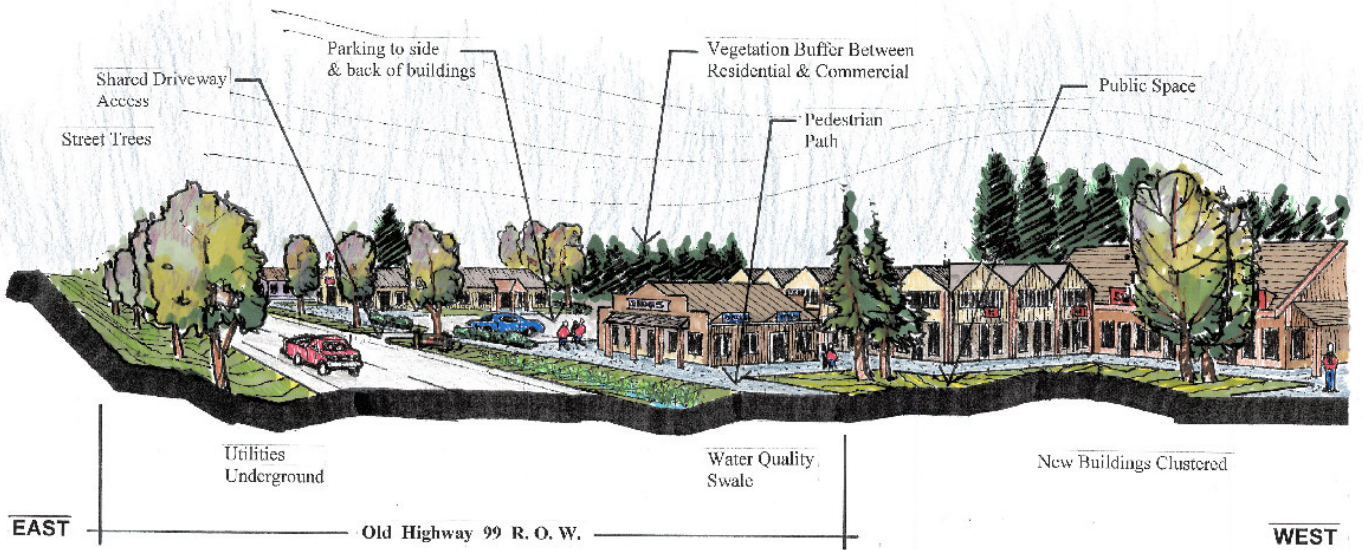 Parking to side
& back of buildings
Vegetation Buffer Between
Residential & Commercial
Shared Driveway
Access
Public Space
Street Trees
Pedestrian
Path
Utilities
Underground
Water Quality
Swale
New Buildings Clustered
EAST
Old Highway 99 R. O. W.
WEST